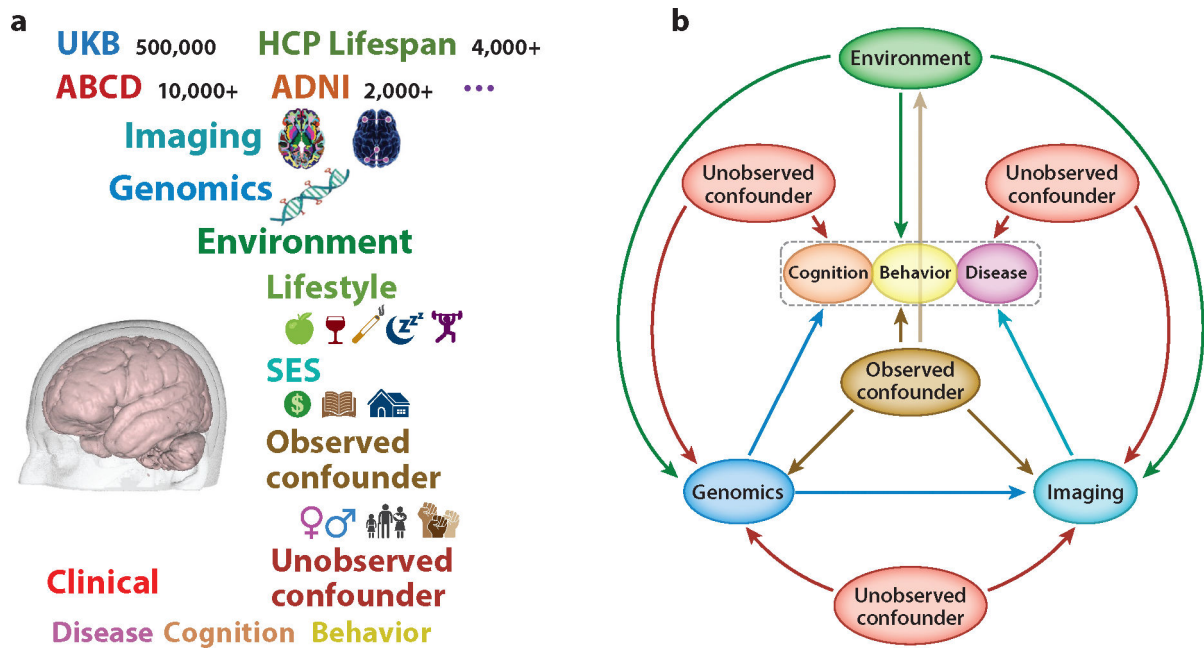 a
UKB 500,000 HCP Lifespan 4,000+
ABCD 10,000+ ADNI 2,000+ •••
Imaging
Genomics
Environment
Lifestyle
zzz
SES
$
Observed
confounder
Unobserved
confounder
Clinical
Disease Cognition Behavior
b
Environment
Unobserved
confounder
Unobserved
confounder
Cognition Behavior Disease
Observed
confounder
Genomics
Imaging
Unobserved
confounder